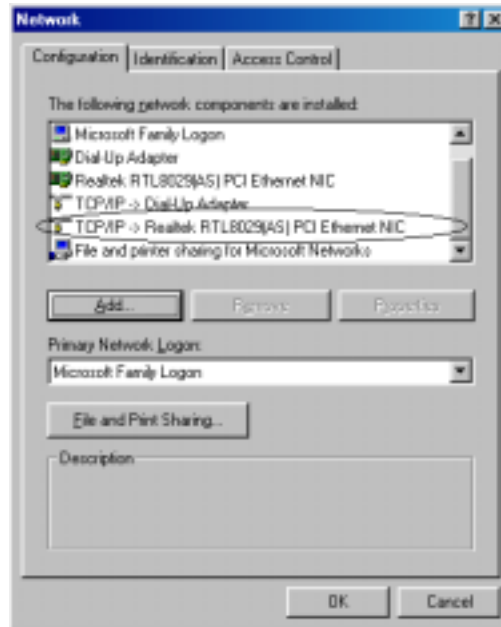 Network
Configuration Identification Access Control
The following network components are installed:
Microsoft Family Logon
Dial-Up Adapter
Realtek RTL8029(AS) PCI Ethernet NIC
TCP/IP -> Dial-Up Adapter
TCP/IP -> Realtek RTL8029(AS) PCI Ethernet NIC
File and printer sharing for Microsoft Networks
Add... Remove Properties
Primary Network Logon:
Microsoft Family Logon
File and Print Sharing...
Description
OK Cancel